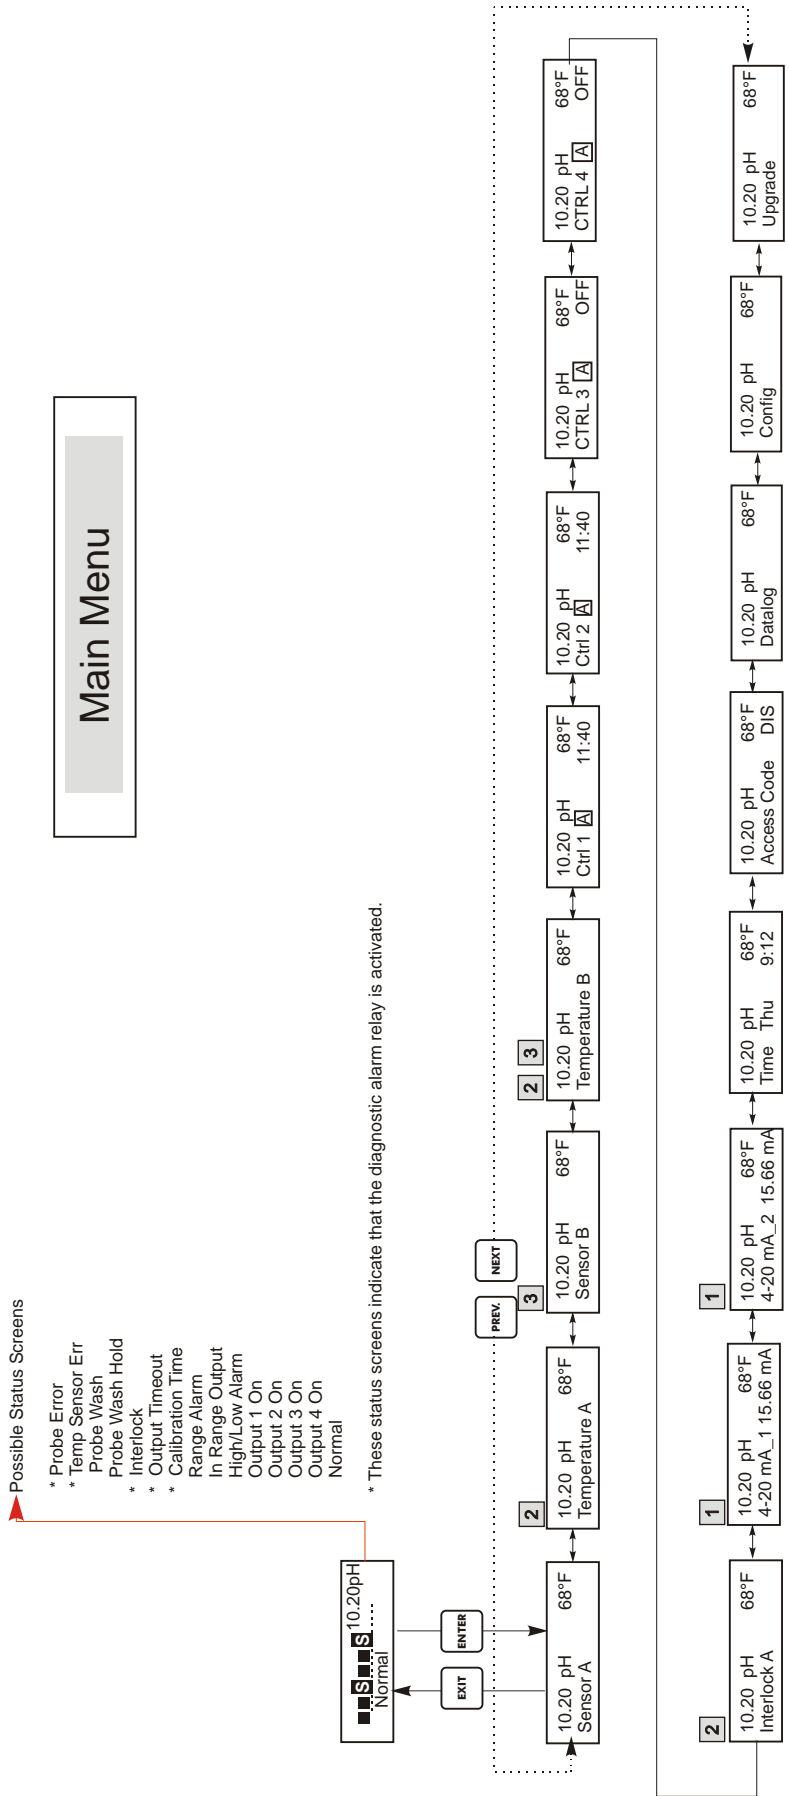 Main Menu
Possible Status Screens
* Probe Error
* Temp Sensor Err
Probe Wash
Probe Wash Hold
* Interlock
* Output Timeout
* Calibration Time
Range Alarm
In Range Output
High/Low Alarm
Output 1 On
Output 2 On
Output 3 On
Output 4 On
Normal
* These status screens indicate that the diagnostic alarm relay is activated.
S S 10.20pH
Normal
EXIT
ENTER
PREV.
NEXT
10.20 pH 68°F
Sensor A
2
10.20 pH 68°F
Temperature A
3
10.20 pH 68°F
Sensor B
2 3
10.20 pH 68°F
Temperature B
10.20 pH 68°F
Ctrl 1 A 11:40
10.20 pH 68°F
Ctrl 2 A 11:40
10.20 pH 68°F
CTRL 3 A OFF
10.20 pH 68°F
CTRL 4 A OFF
2
10.20 pH 68°F
Interlock A
1
10.20 pH 68°F
4-20 mA_1 15.66 mA
1
10.20 pH 68°F
4-20 mA_2 15.66 mA
10.20 pH 68°F
Time Thu 9:12
10.20 pH 68°F
Access Code DIS
10.20 pH 68°F
Datalog
10.20 pH 68°F
Config
10.20 pH 68°F
Upgrade